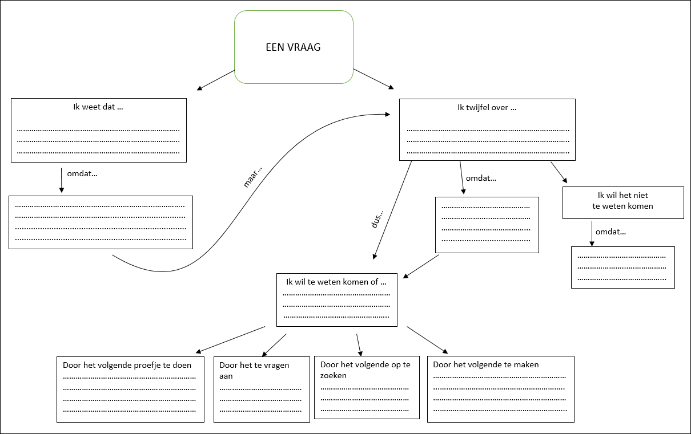 EEN VRAAG
Ik weet dat ...
Ik twijfel over ...
omdat...
maar...
omdat...
dus...
Ik wil het niet
te weten komen
omdat...
Ik wil te weten komen of ...
Door het volgende proefje te doen
Door het te vragen
aan
Door het volgende op te
zoeken
Door het volgende te maken